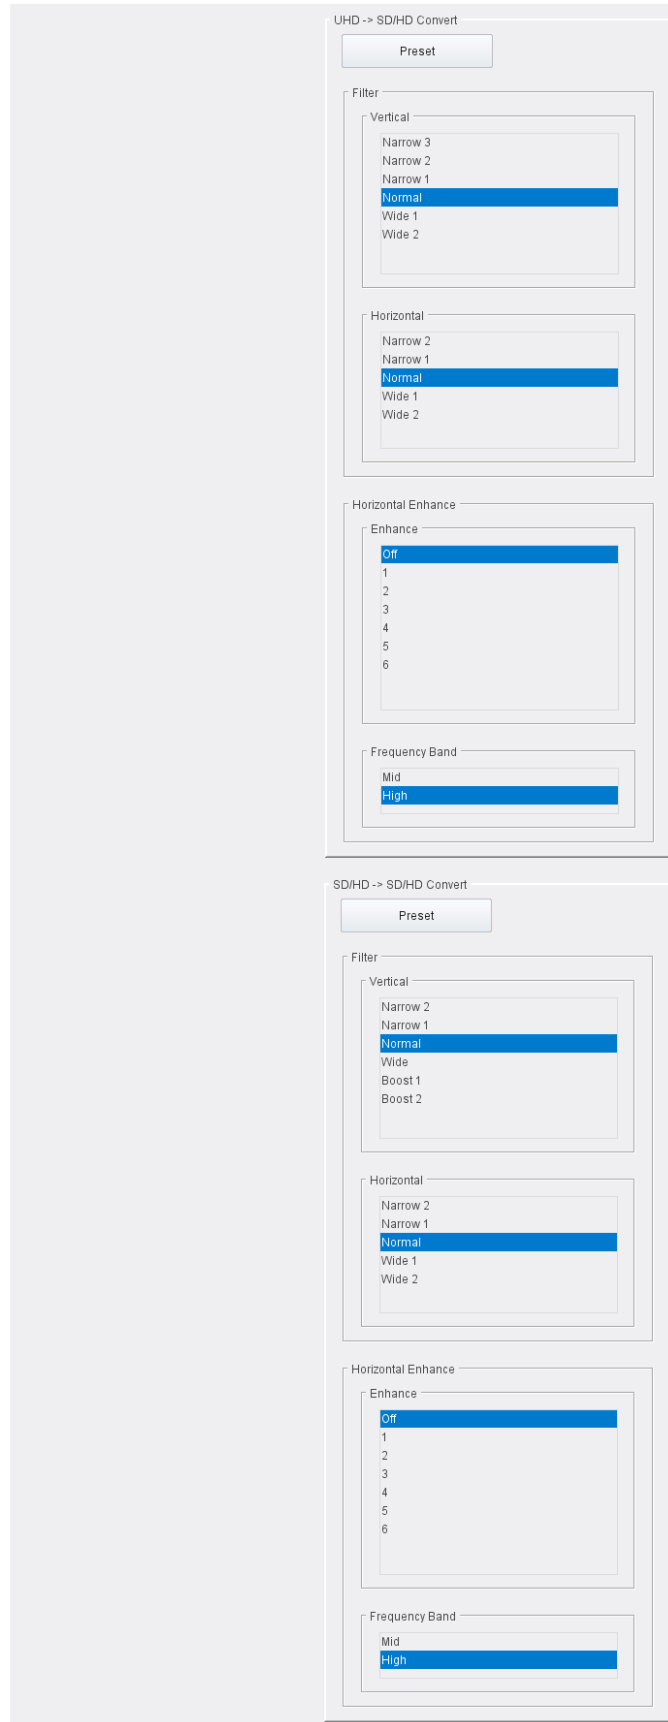 UHD -> SD/HD Convert
Preset
Filter
Vertical
Narrow 3
Narrow 2
Narrow 1
Normal
Wide 1
Wide 2
Horizontal
Narrow 2
Narrow 1
Normal
Wide 1
Wide 2
Horizontal Enhance
Enhance
Off
1
2
3
4
5
6
Frequency Band
Mid
High
SD/HD -> SD/HD Convert
Preset
Filter
Vertical
Narrow 2
Narrow 1
Normal
Wide
Boost 1
Boost 2
Horizontal
Narrow 2
Narrow 1
Normal
Wide 1
Wide 2
Horizontal Enhance
Enhance
Off
1
2
3
4
5
6
Frequency Band
Mid
High